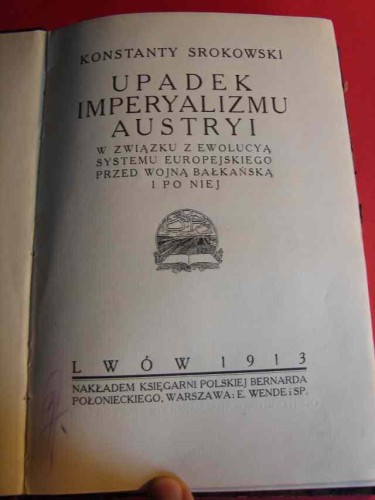 KONSTANTY SROKOWSKI
UPADEK
IMPERYALIZMU
AUSTRYI
W ZWIĄZKU Z EWOLUCYĄ
SYSTEMU EUROPEJSKIEGO
PRZED WOJNĄ BAŁKAŃSKĄ
I PO NIEJ
LWÓW 1913
NAKŁADEM KSIĘGARNI POLSKIEJ BERNARDA
POŁONIECKIEGO, WARSZAWA: E. WENDE i SP.